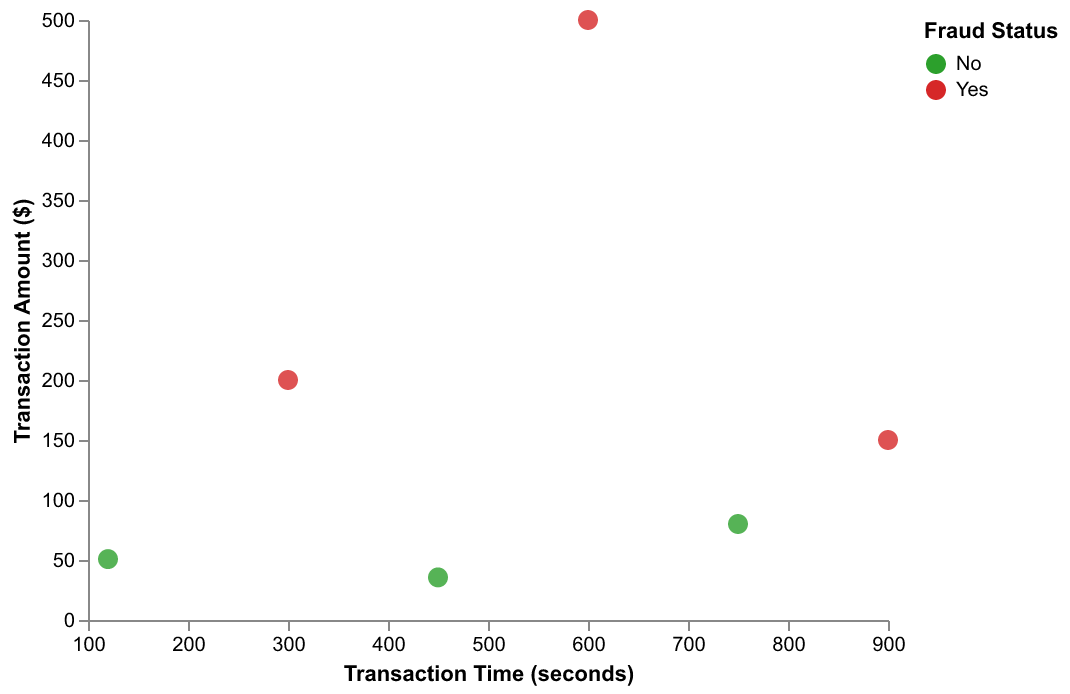 Fraud Status
No
Yes
500
450
400
350
300
250
200
150
100
50
0
Transaction Amount ($)
100 200 300 400 500 600 700 800 900
Transaction Time (seconds)